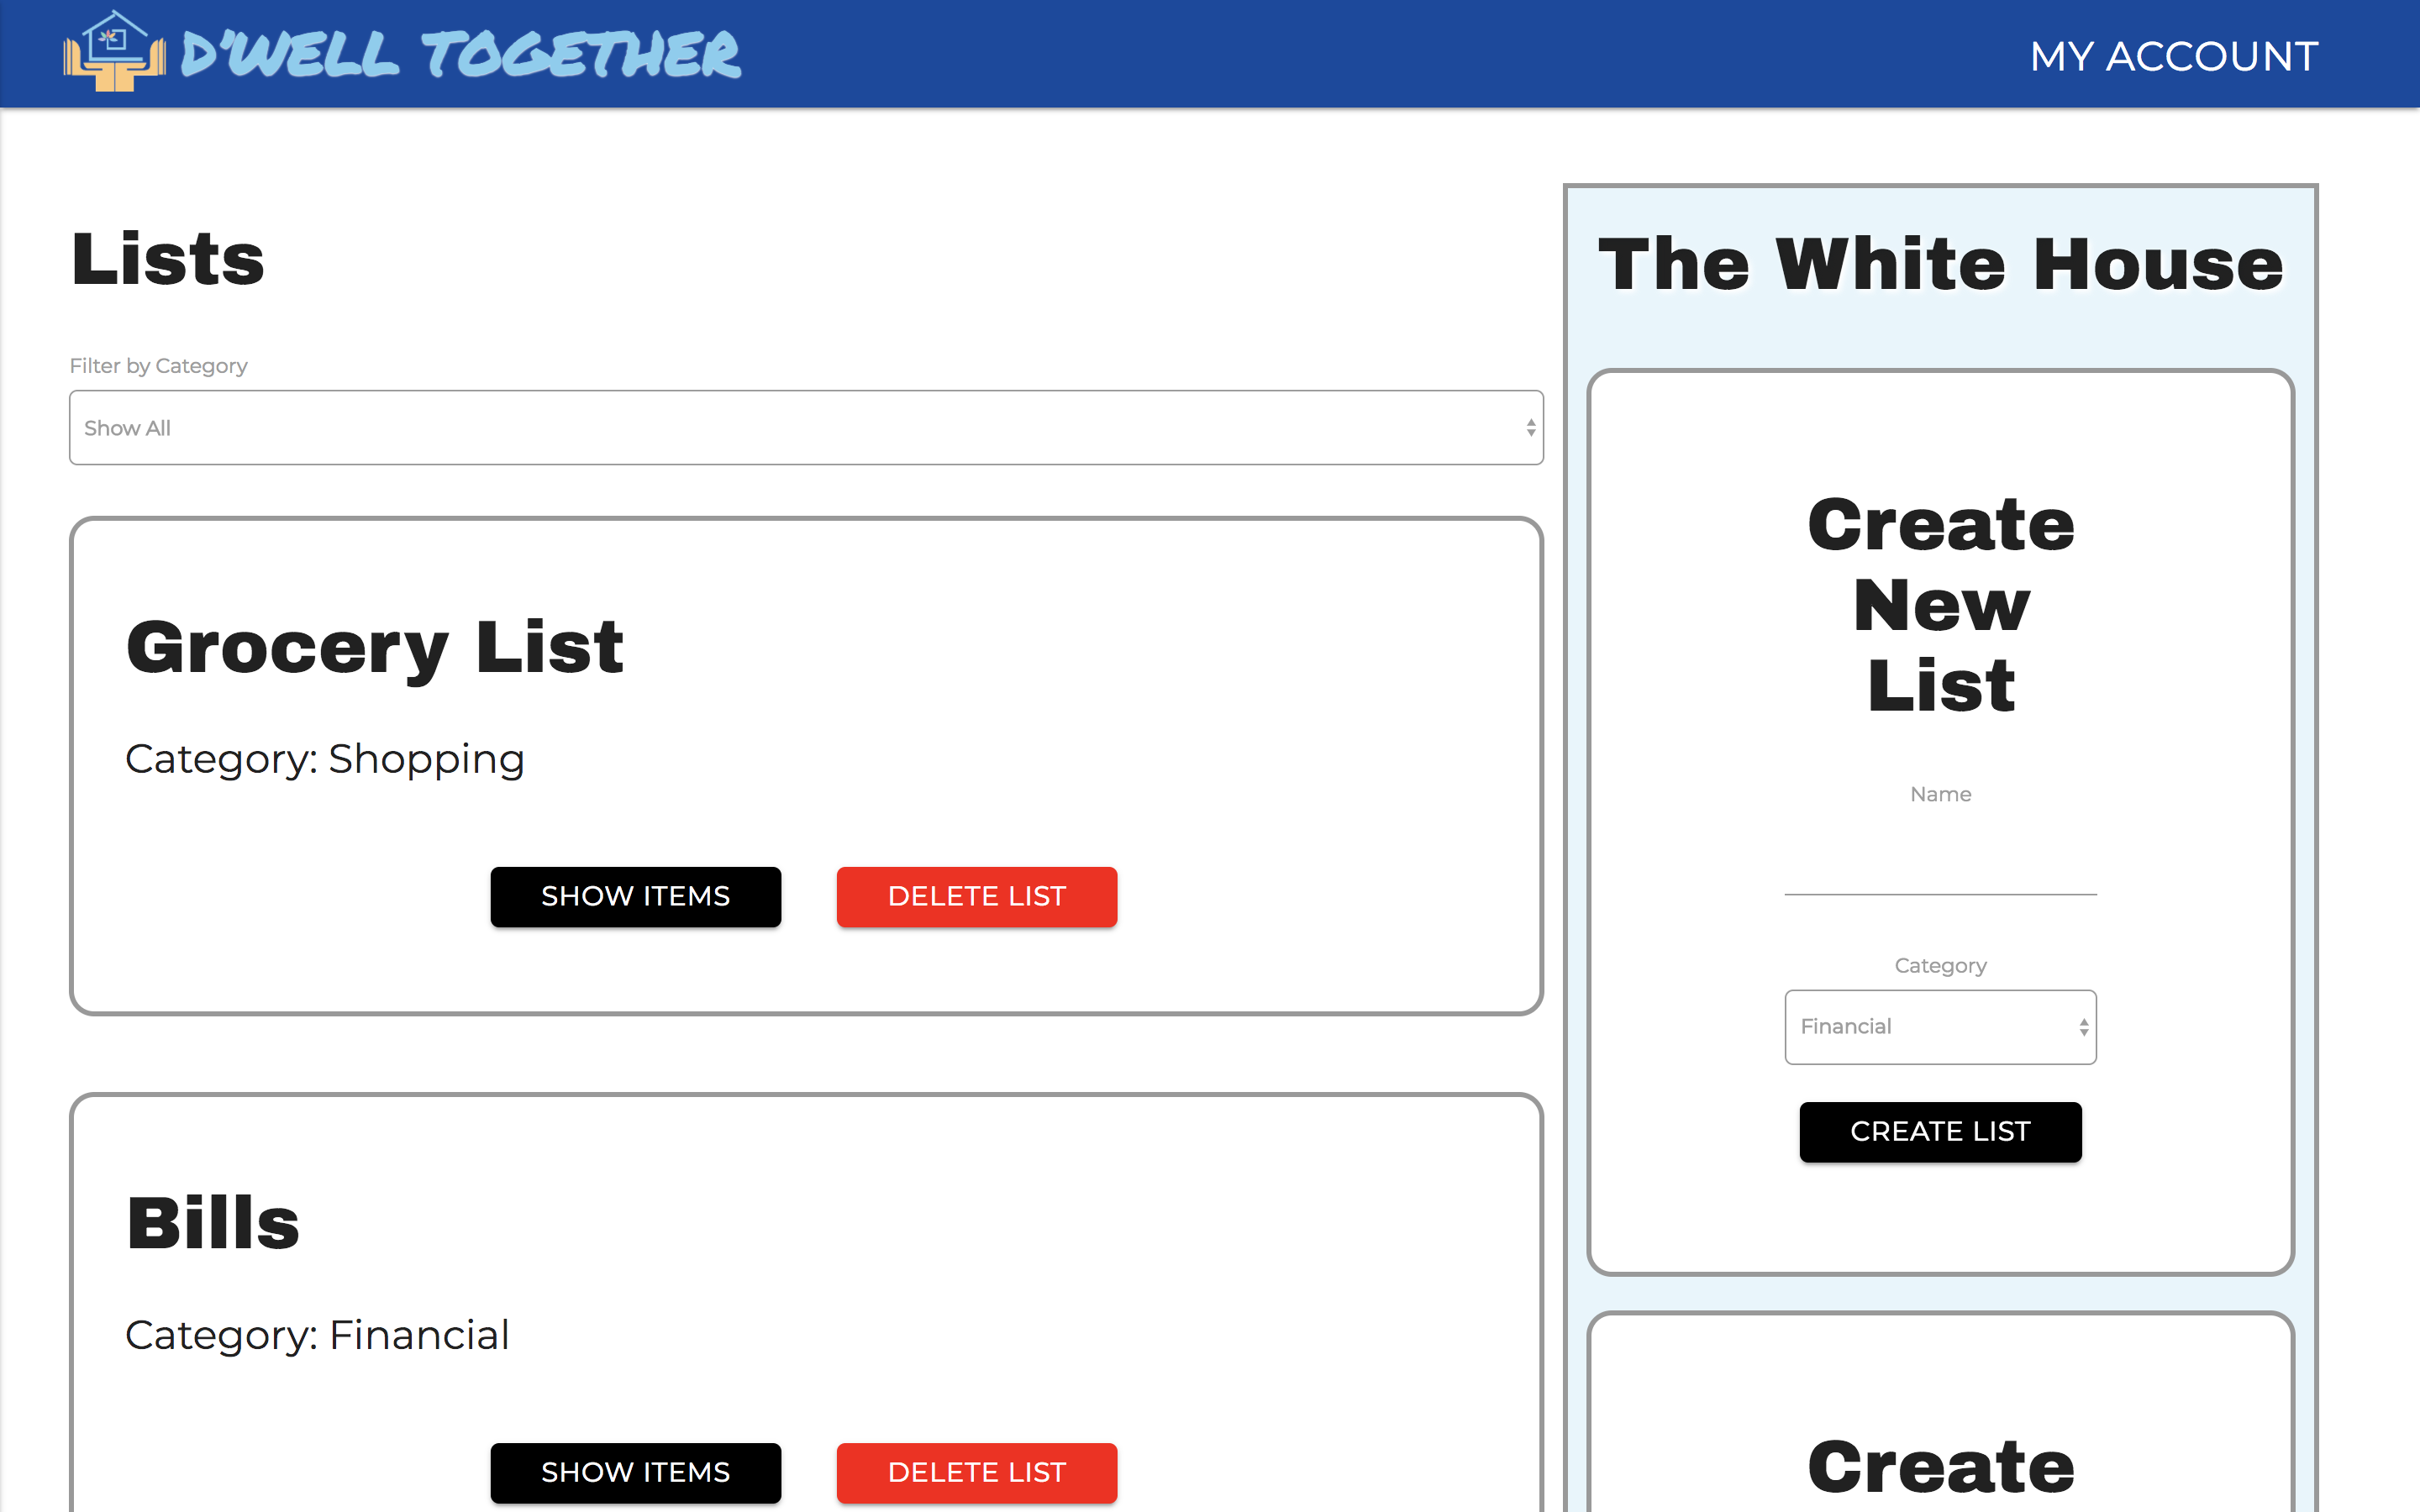 D'WELL TOGETHER
MY ACCOUNT
Lists
Filter by Category
Show All
Grocery List
Category: Shopping
SHOW ITEMS
DELETE LIST
Bills
Category: Financial
SHOW ITEMS
DELETE LIST
The White House
Create
New
List
Name
Category
Financial
CREATE LIST
Create